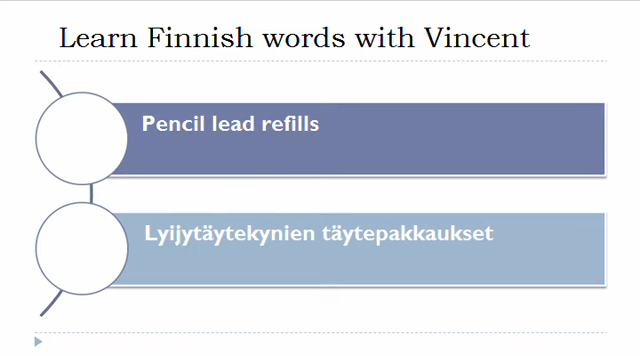 Learn Finnish words with Vincent
Pencil lead refills
Lyijytäytekynien täytepakkaukset